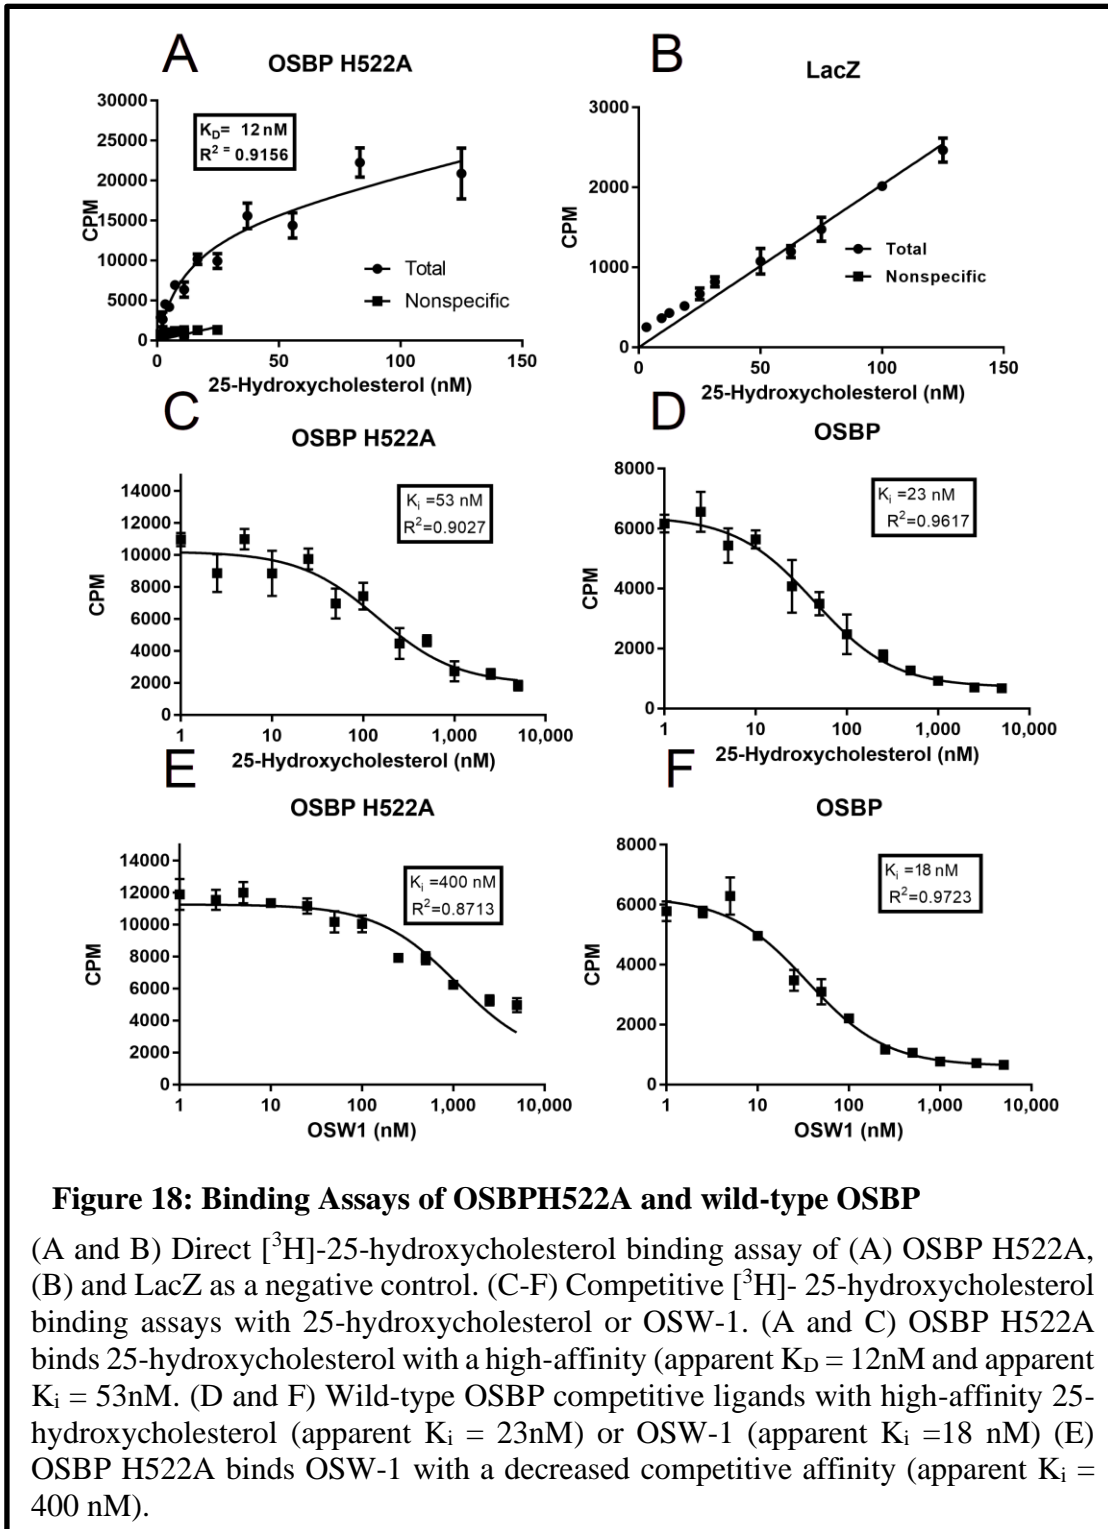 A
OSBP H522A
30000
25000
20000
15000
10000
5000
0
CPM
K_D= 12 nM
R² = 0.9156
Total
Nonspecific
0 50 100 150
25-Hydroxycholesterol (nM)
B
LacZ
3000
2000
1000
0
CPM
Total
Nonspecific
0 50 100 150
25-Hydroxycholesterol (nM)
C
OSBP H522A
14000
12000
10000
8000
6000
4000
2000
0
CPM
Kᵢ =53 nM
R²=0.9027
1 10 100 1,000 10,000
25-Hydroxycholesterol (nM)
D
OSBP
8000
6000
4000
2000
0
CPM
Kᵢ =23 nM
R²=0.9617
1 10 100 1,000 10,000
25-Hydroxycholesterol (nM)
E
OSBP H522A
14000
12000
10000
8000
6000
4000
2000
0
CPM
Kᵢ =400 nM
R²=0.8713
1 10 100 1,000 10,000
OSW1 (nM)
F
OSBP
8000
6000
4000
2000
0
CPM
Kᵢ =18 nM
R²=0.9723
1 10 100 1,000 10,000
OSW1 (nM)
Figure 18: Binding Assays of OSBPH522A and wild-type OSBP
(A and B) Direct [³H]-25-hydroxycholesterol binding assay of (A) OSBP H522A,
(B) and LacZ as a negative control. (C-F) Competitive [³H]- 25-hydroxycholesterol
binding assays with 25-hydroxycholesterol or OSW-1. (A and C) OSBP H522A
binds 25-hydroxycholesterol with a high-affinity (apparent K_D = 12nM and apparent
Kᵢ = 53nM. (D and F) Wild-type OSBP competitive ligands with high-affinity 25-
hydroxycholesterol (apparent Kᵢ = 23nM) or OSW-1 (apparent Kᵢ =18 nM) (E)
OSBP H522A binds OSW-1 with a decreased competitive affinity (apparent Kᵢ =
400 nM).